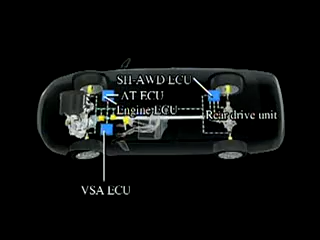 SH-AWD ECU
AT ECU
Engine ECU
Rear drive unit
VSA ECU